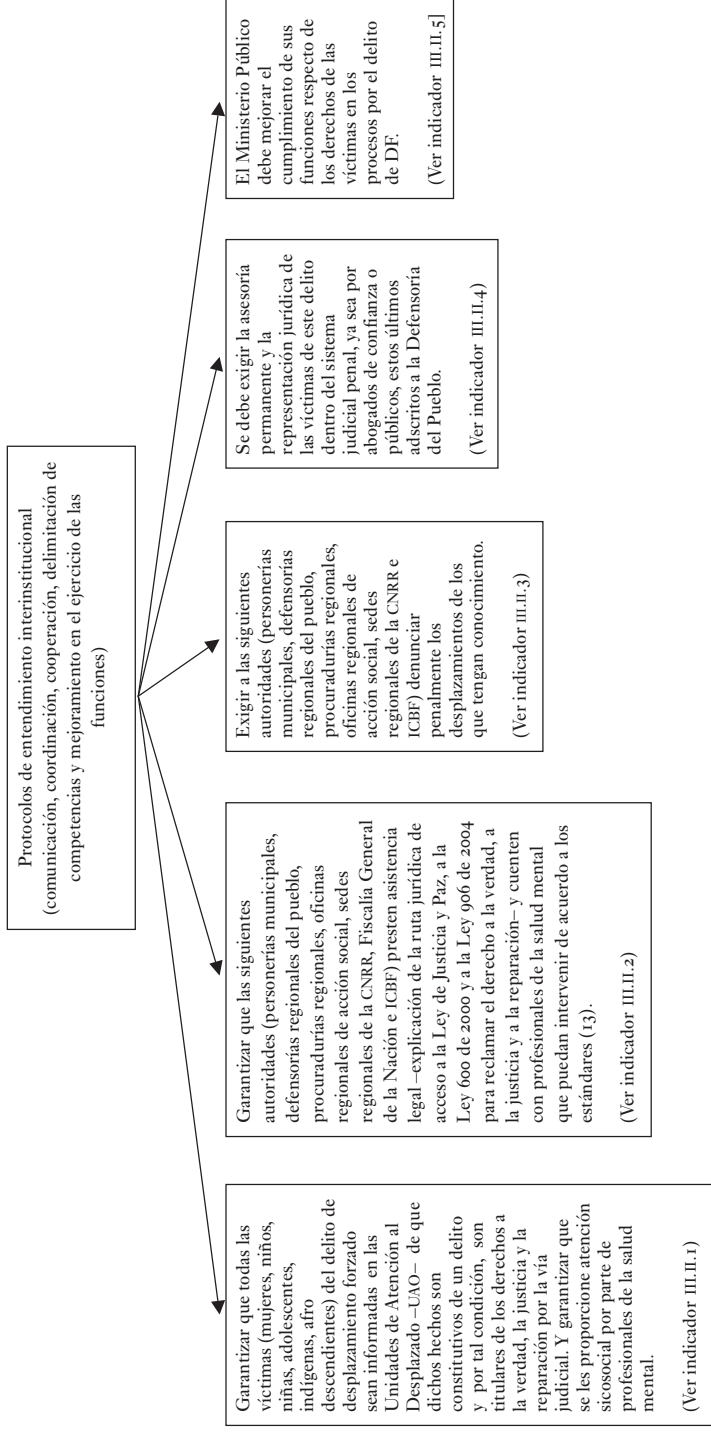 Protocolos de entendimiento interinstitucional
(comunicación, coordinación, cooperación, delimitación de
competencias y mejoramiento en el ejercicio de las
funciones)
Garantizar que todas las
víctimas (mujeres, niños,
niñas, adolescentes,
indígenas, afro
descendientes) del delito de
desplazamiento forzado
sean informadas en las
Unidades de Atención al
Desplazado –UAO– de que
dichos hechos son
constitutivos de un delito
y por tal condición, son
titulares de los derechos a
la verdad, la justicia y la
reparación por la vía
judicial. Y garantizar que
se les proporcione atención
sicosocial por parte de
profesionales de la salud
mental.
(Ver indicador III.II.1)
Garantizar que las siguientes
autoridades (personerías municipales,
defensorías regionales del pueblo,
procuradurías regionales, oficinas
regionales de acción social, sedes
regionales de la CNRR, Fiscalía General
de la Nación e ICBF) presten asistencia
legal –explicación de la ruta jurídica de
acceso a la Ley de Justicia y Paz, a la
Ley 600 de 2000 y a la Ley 906 de 2004
para reclamar el derecho a la verdad, a
la justicia y a la reparación– y cuenten
con profesionales de la salud mental
que puedan intervenir de acuerdo a los
estándares (13).
(Ver indicador III.II.2)
Exigir a las siguientes
autoridades (personerías
municipales, defensorías
regionales del pueblo,
procuradurías regionales,
oficinas regionales de
acción social, sedes
regionales de la CNRR e
ICBF) denunciar
penalmente los
desplazamientos de los
que tengan conocimiento.
(Ver indicador III.II.3)
Se debe exigir la asesoría
permanente y la
representación jurídica de
las víctimas de este delito
dentro del sistema
judicial penal, ya sea por
abogados de confianza o
públicos, estos últimos
adscritos a la Defensoría
del Pueblo.
(Ver indicador III.II.4)
El Ministerio Público
debe mejorar el
cumplimiento de sus
funciones respecto de
los derechos de las
víctimas en los
procesos por el delito
de DF.
(Ver indicador III.II.5]